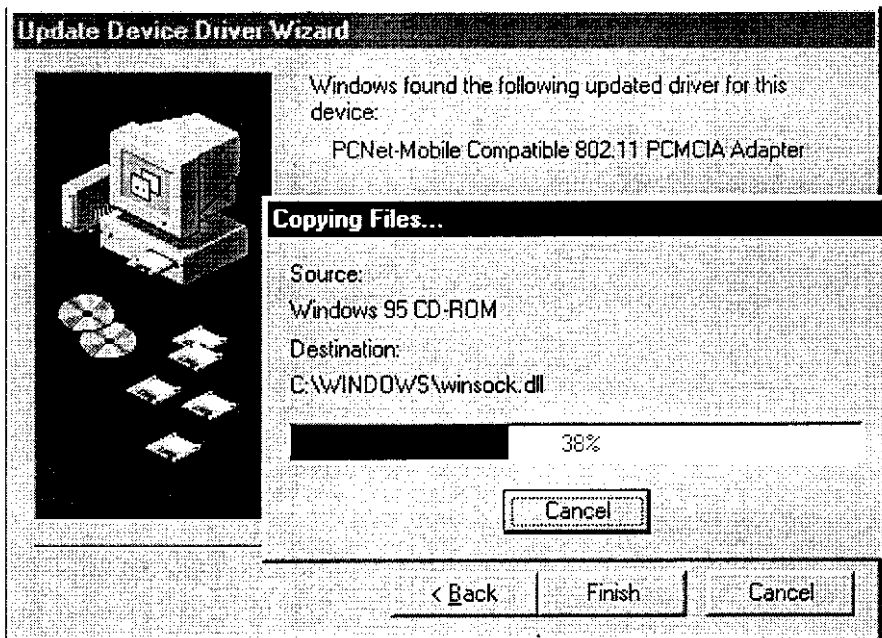 Update Device Driver Wizard
Windows found the following updated driver for this
device:
PCNet-Mobile Compatible 802.11 PCMCIA Adapter
Copying Files...
Source:
Windows 95 CD-ROM
Destination:
C:\WINDOWS\winsock.dll
38%
Cancel
< Back Finish Cancel